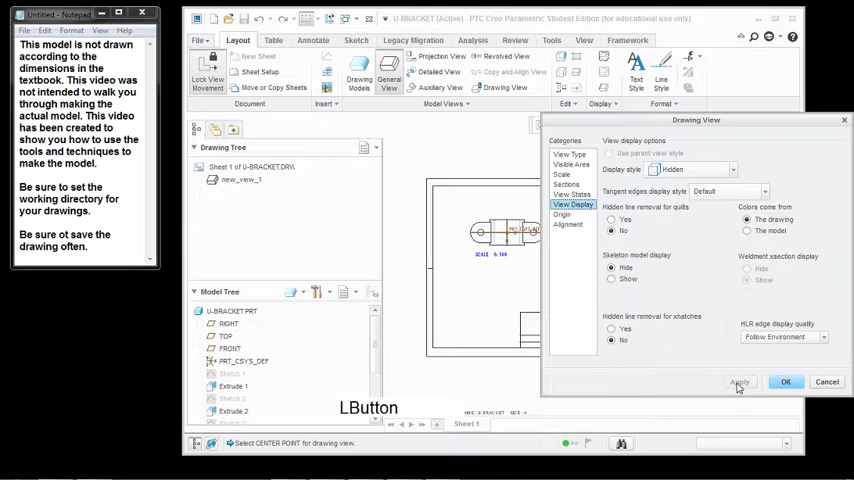 Untitled - Notepad
File Edit Format View Help
This model is not drawn
according to the
dimensions in the
textbook. This video
was not intended to walk
you through making the
actual model. This video
has been created to
show you how to use the
tools and techniques to
make the model.
Be sure to set the
working directory for
your drawings.
Be sure ot save the
drawing often.
U-BRACKET (Active) - PTC Creo Parametric Student Edition (for educational use only)
File Layout Table Annotate Sketch Legacy Migration Analysis Review Tools View Framework
Lock View
Movement
New Sheet
Sheet Setup
Move or Copy Sheets
Drawing
Models
General
View
Projection View
Detailed View
Auxiliary View
Revolved View
Copy and Align View
Drawing View
Text
Style
Line
Style
Document Insert Model Views Edit Display Format
Drawing Tree
Sheet 1 of U-BRACKET.DRW
new_view_1
Model Tree
U-BRACKET.PRT
RIGHT
TOP
FRONT
PRT_CSYS_DEF
Sketch 1
Extrude 1
Sketch 2
Extrude 2
SCALE 0.500
Drawing View
Categories
View Type
Visible Area
Scale
Sections
View States
View Display
Origin
Alignment
View display options
Use parent view style
Display style Hidden
Tangent edges display style Default
Hidden line removal for quilts
Yes
No
Colors come from
The drawing
The model
Skeleton model display
Hide
Show
Weldment xsection display
Hide
Show
Hidden line removal for xhatches
Yes
No
HLR edge display quality
Follow Environment
Apply OK Cancel
LButton
Sheet 1
Select CENTER POINT for drawing view.